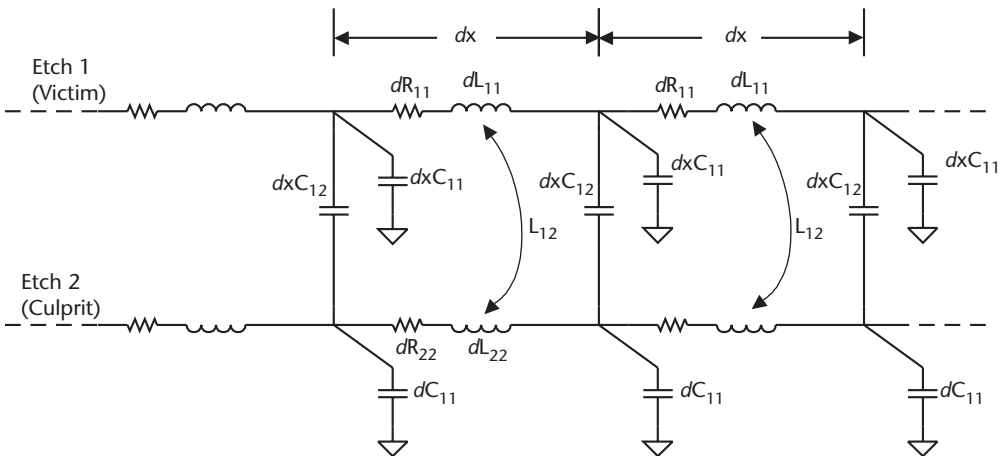 dx dx
Etch 1
(Victim)
dR₁₁ dL₁₁ dR₁₁ dL₁₁
dxC₁₂ dxC₁₁ dxC₁₂ dxC₁₁ dxC₁₂ dxC₁₁
L₁₂ L₁₂
Etch 2
(Culprit)
dR₂₂ dL₂₂
dC₁₁ dC₁₁ dC₁₁